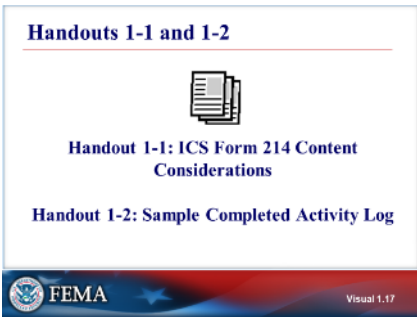 Handouts 1-1 and 1-2
Handout 1-1: ICS Form 214 Content
Considerations
Handout 1-2: Sample Completed Activity Log
FEMA
Visual 1.17